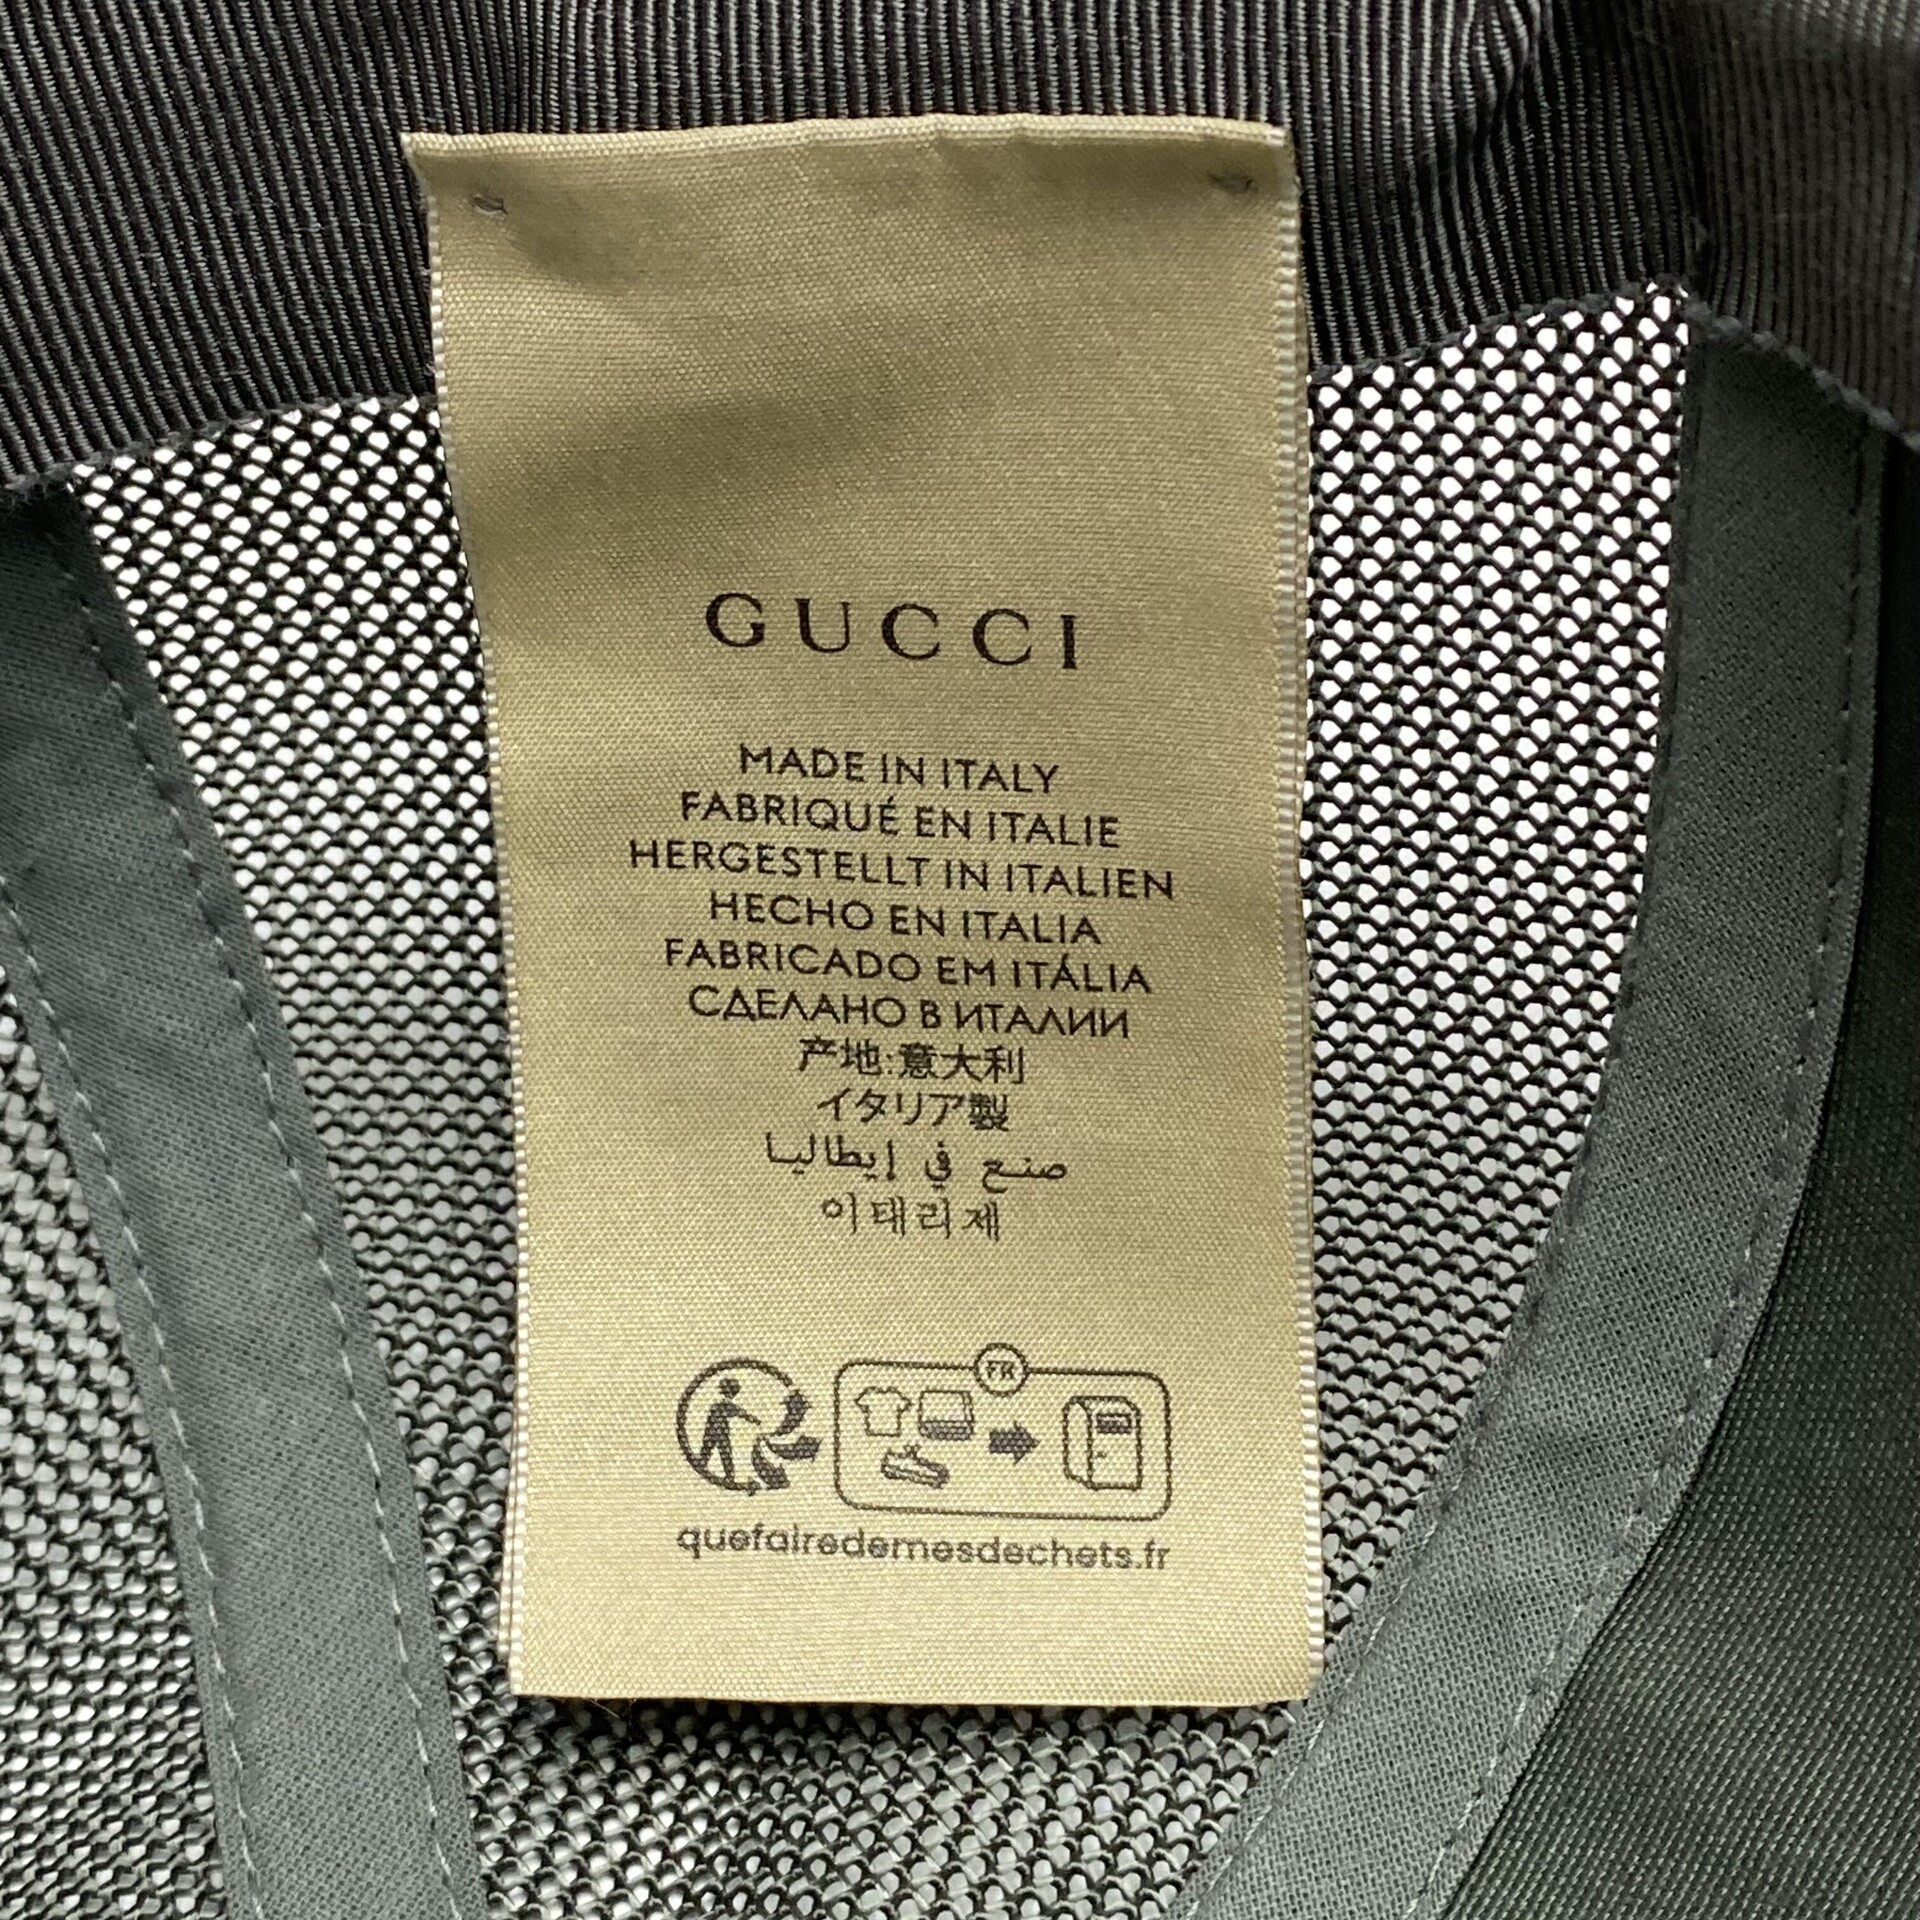 GUCCI
MADE IN ITALY
FABRIQUÉ EN ITALIE
HERGESTELLT IN ITALIEN
HECHO EN ITALIA
FABRICADO EM ITÁLIA
СДЕЛАНО В ИТАЛИИ
产地:意大利
イタリア製
صنع في إيطاليا
이태리제
FR
quefairedemesdechets.fr